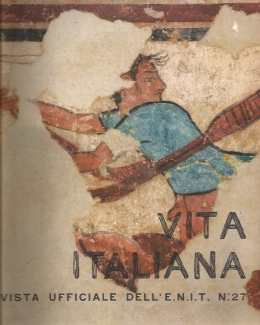 VITA
ITALIANA
VISTA UFFICIALE DELL'E.N.I.T. N.27